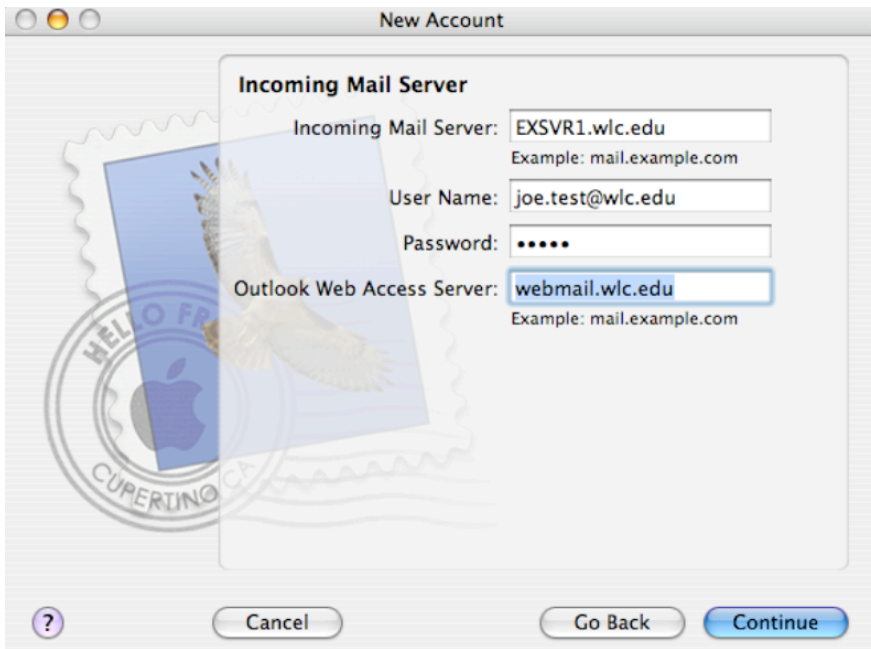 New Account
Incoming Mail Server
Incoming Mail Server: EXSVR1.wlc.edu
Example: mail.example.com
User Name: joe.test@wlc.edu
Password: •••••
Outlook Web Access Server: webmail.wlc.edu
Example: mail.example.com
HELLO FR
CUPERTINO CA
? Cancel Go Back Continue